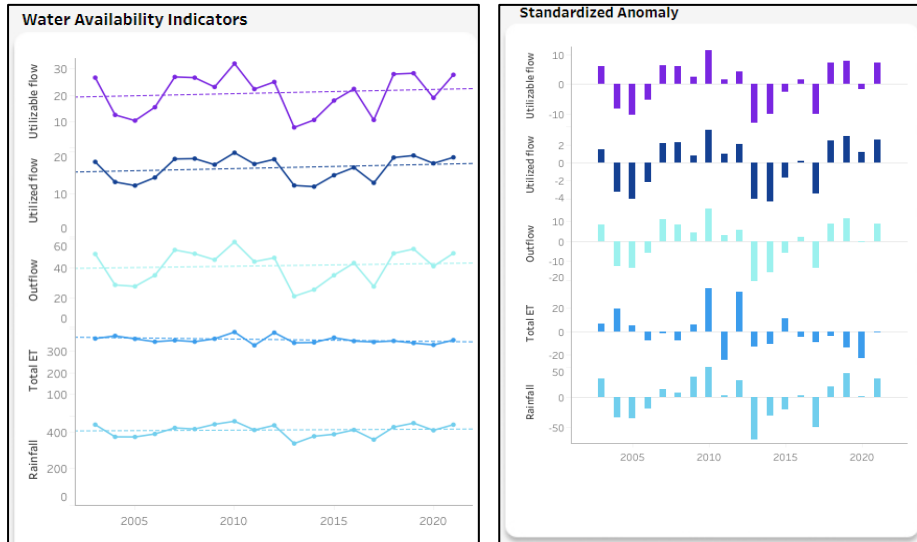 Water Availability Indicators
Utilizable flow
30
20
10
Utilized flow
20
10
0
Outflow
60
40
20
0
Total ET
300
200
100
Rainfall
400
200
0
2005 2010 2015 2020
Standardized Anomaly
Utilizable flow
10
0
-10
Utilized flow
2
0
-2
-4
Outflow
10
0
-10
-20
Total ET
20
0
-20
Rainfall
50
0
-50
2005 2010 2015 2020